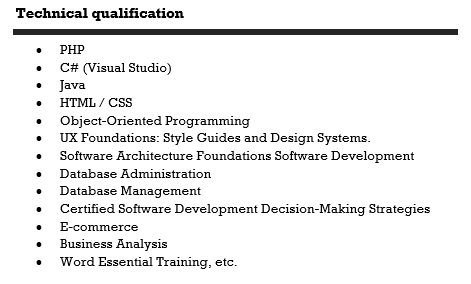 Technical qualification
• PHP
• C# (Visual Studio)
• Java
• HTML / CSS
• Object-Oriented Programming
• UX Foundations: Style Guides and Design Systems.
• Software Architecture Foundations Software Development
• Database Administration
• Database Management
• Certified Software Development Decision-Making Strategies
• E-commerce
• Business Analysis
• Word Essential Training, etc.